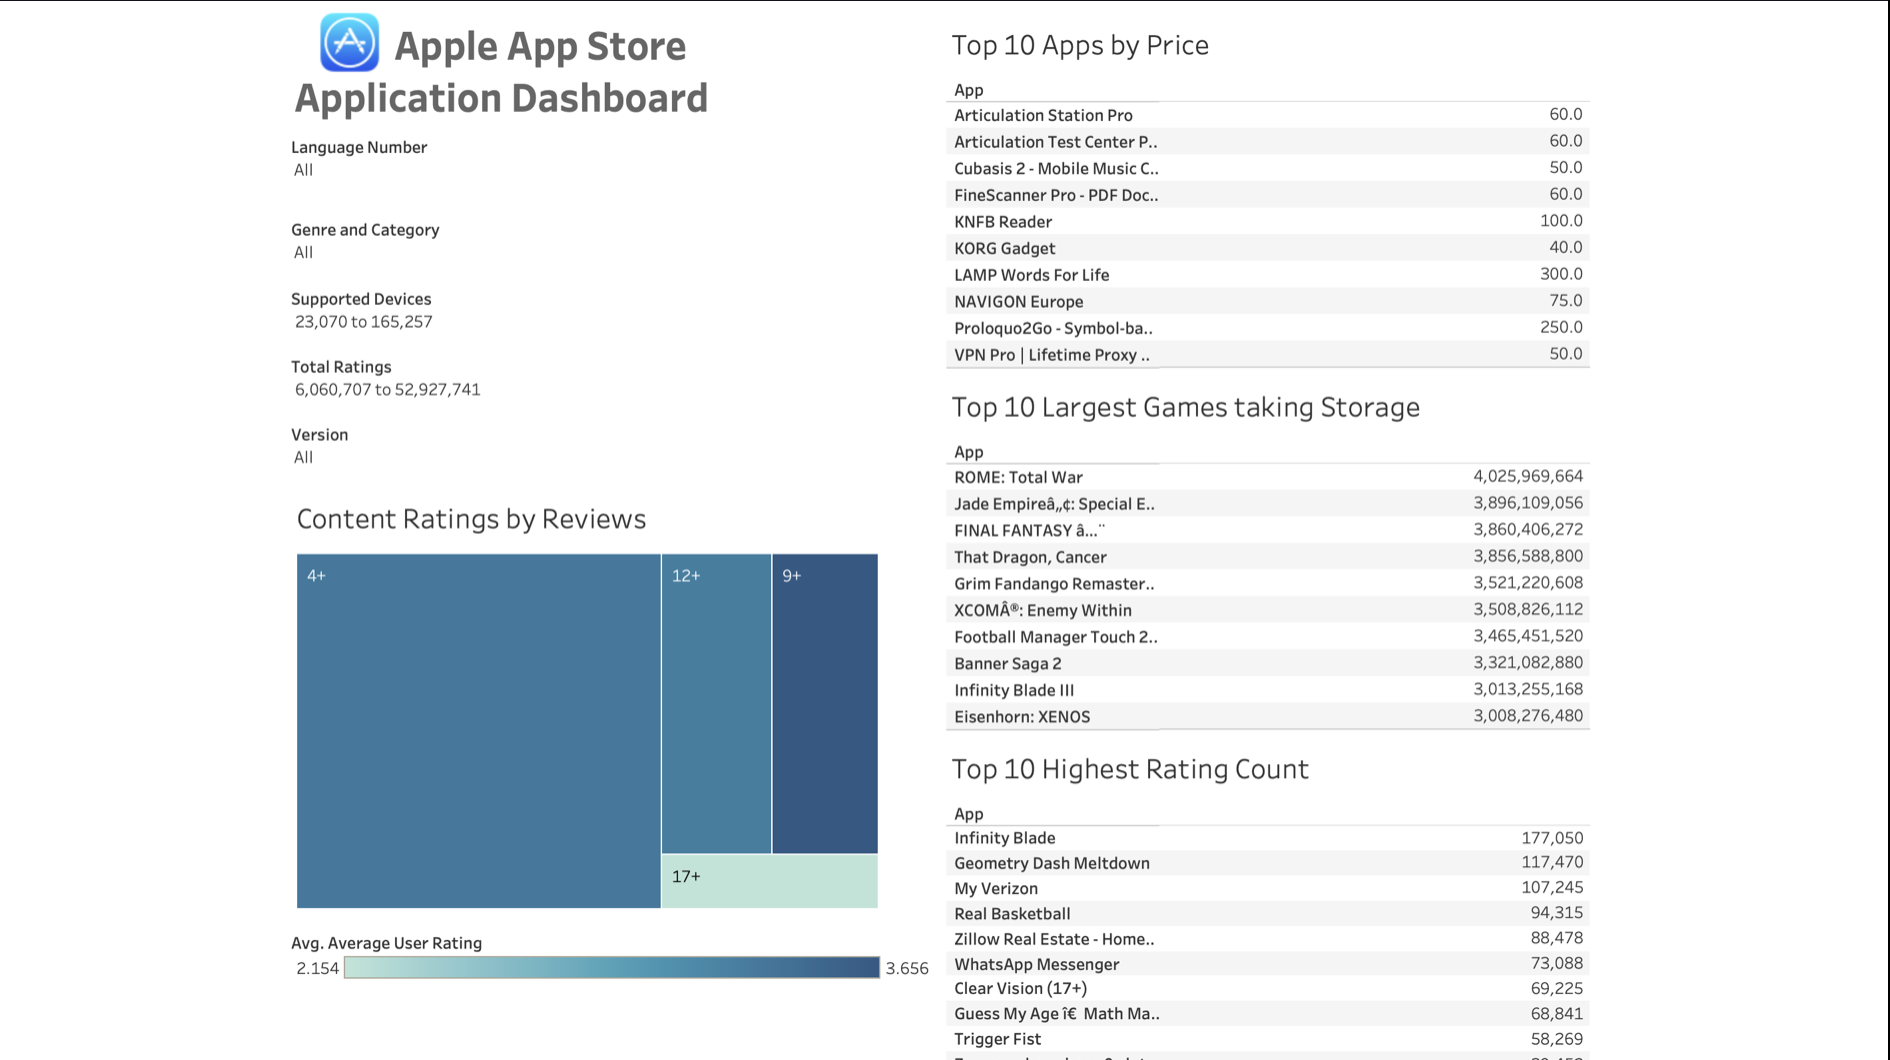 Apple App Store
Application Dashboard
Language Number
All
Genre and Category
All
Supported Devices
23,070 to 165,257
Total Ratings
6,060,707 to 52,927,741
Version
All
Content Ratings by Reviews
4+
12+
9+
17+
Avg. Average User Rating
2.154
3.656
Top 10 Apps by Price
App
Articulation Station Pro 60.0
Articulation Test Center P.. 60.0
Cubasis 2 - Mobile Music C.. 50.0
FineScanner Pro - PDF Doc.. 60.0
KNFB Reader 100.0
KORG Gadget 40.0
LAMP Words For Life 300.0
NAVIGON Europe 75.0
Proloquo2Go - Symbol-ba.. 250.0
VPN Pro | Lifetime Proxy .. 50.0
Top 10 Largest Games taking Storage
App
ROME: Total War 4,025,969,664
Jade Empireâ„¢: Special E.. 3,896,109,056
FINAL FANTASY â…¨ 3,860,406,272
That Dragon, Cancer 3,856,588,800
Grim Fandango Remaster.. 3,521,220,608
XCOMÂ®: Enemy Within 3,508,826,112
Football Manager Touch 2.. 3,465,451,520
Banner Saga 2 3,321,082,880
Infinity Blade III 3,013,255,168
Eisenhorn: XENOS 3,008,276,480
Top 10 Highest Rating Count
App
Infinity Blade 177,050
Geometry Dash Meltdown 117,470
My Verizon 107,245
Real Basketball 94,315
Zillow Real Estate - Home.. 88,478
WhatsApp Messenger 73,088
Clear Vision (17+) 69,225
Guess My Age î€ Math Ma.. 68,841
Trigger Fist 58,269